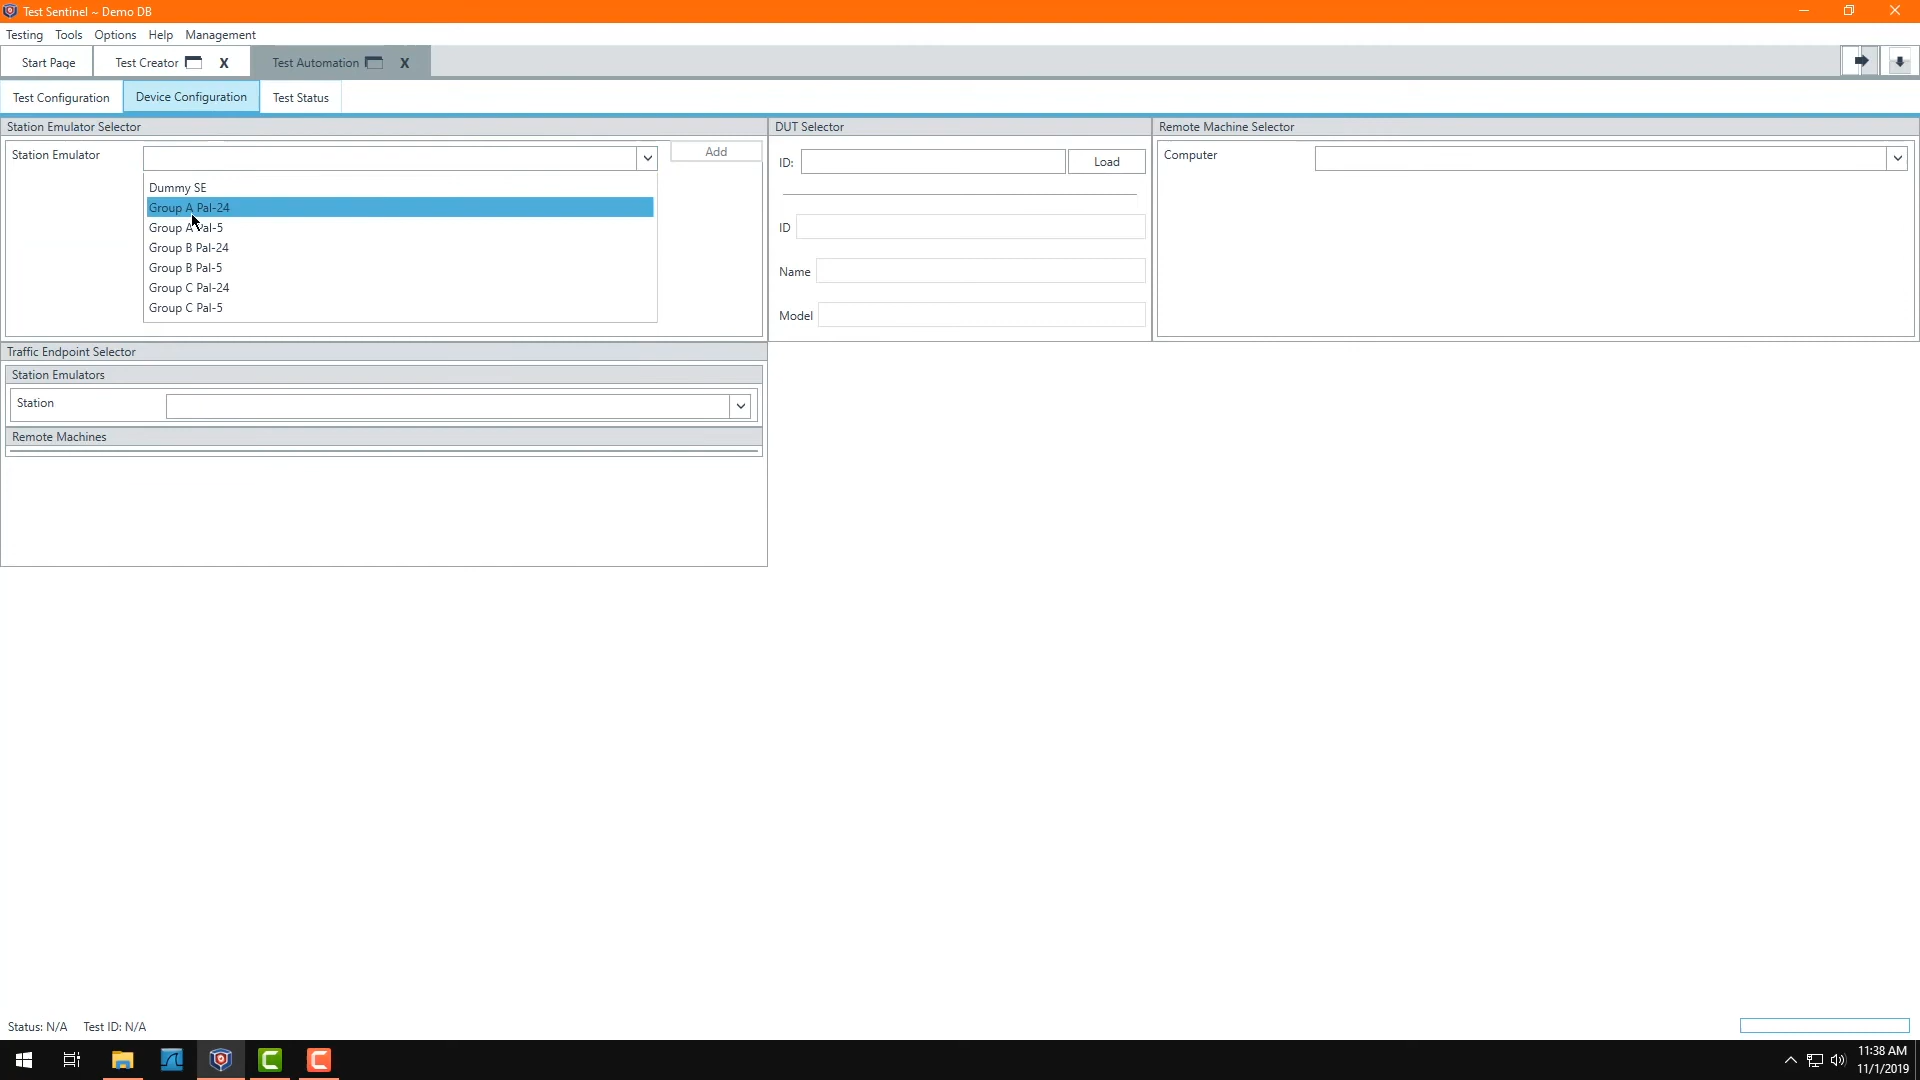 Test Sentinel ~ Demo DB
Testing Tools Options Help Management
Start Page Test Creator X Test Automation X
Test Configuration Device Configuration Test Status
Station Emulator Selector DUT Selector Remote Machine Selector
Station Emulator Add ID: Load Computer
Dummy SE
Group A Pal-24
Group A Pal-5 ID
Group B Pal-24
Group B Pal-5 Name
Group C Pal-24
Group C Pal-5 Model
Traffic Endpoint Selector
Station Emulators
Station
Remote Machines
Status: N/A Test ID: N/A
11:38 AM
11/1/2019